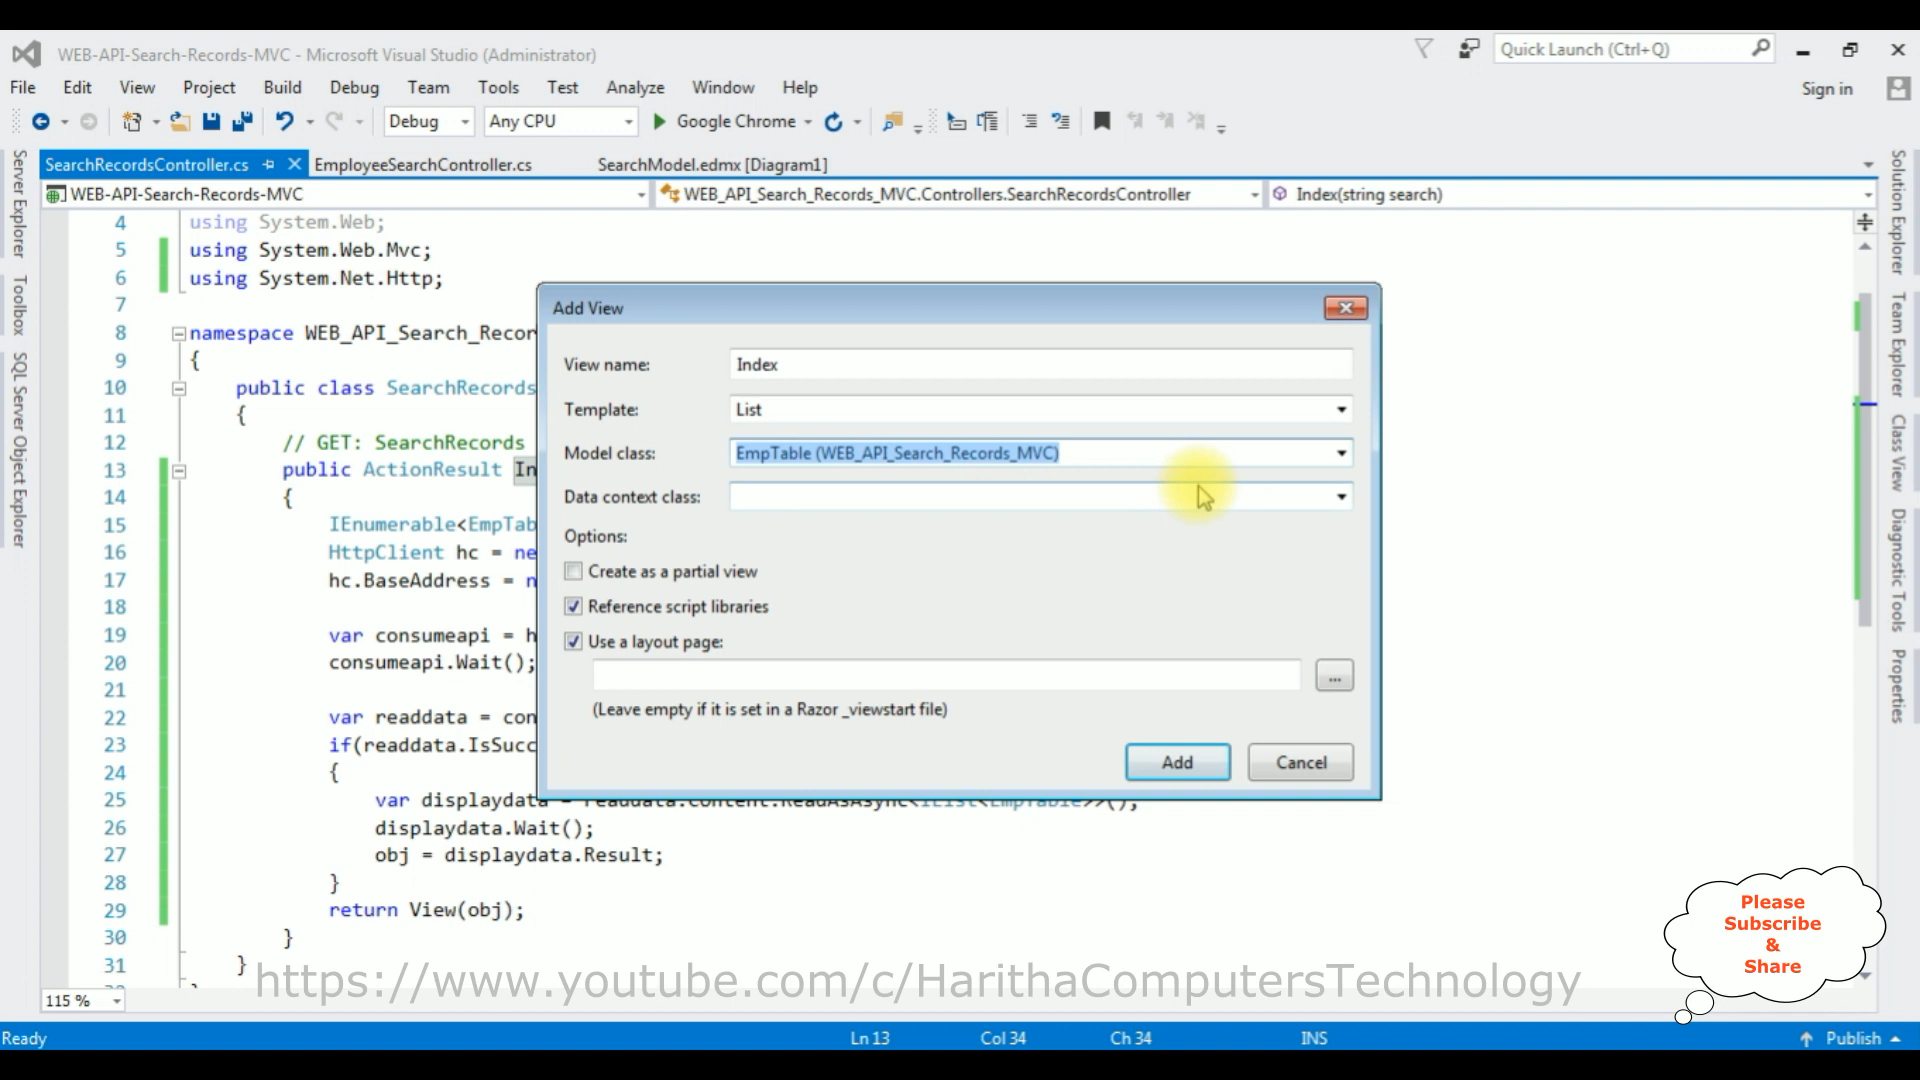 WEB-API-Search-Records-MVC - Microsoft Visual Studio (Administrator)
Quick Launch (Ctrl+Q)
File Edit View Project Build Debug Team Tools Test Analyze Window Help
Sign in
Debug Any CPU Google Chrome
SearchRecordsController.cs EmployeeSearchController.cs SearchModel.edmx [Diagram1]
WEB-API-Search-Records-MVC WEB_API_Search_Records_MVC.Controllers.SearchRecordsController Index(string search)
Server Explorer
Toolbox
SQL Server Object Explorer
4 using System.Web;
5 using System.Web.Mvc;
6 using System.Net.Http;
7
8 namespace WEB_API_Search_Recor
9 {
10 public class SearchRecords
11 {
12 // GET: SearchRecords
13 public ActionResult In
14 {
15 IEnumerable<EmpTab
16 HttpClient hc = ne
17 hc.BaseAddress = n
18
19 var consumeapi = h
20 consumeapi.Wait();
21
22 var readdata = con
23 if(readdata.IsSucc
24 {
25 var displaydata = readdata.Content.ReadAsAsync<IList<EmpTable>>();
26 displaydata.Wait();
27 obj = displaydata.Result;
28 }
29 return View(obj);
30 }
31 }
Add View
View name: Index
Template: List
Model class: EmpTable (WEB_API_Search_Records_MVC)
Data context class:
Options:
Create as a partial view
Reference script libraries
Use a layout page:
...
(Leave empty if it is set in a Razor _viewstart file)
Add Cancel
Solution Explorer
Team Explorer
Class View
Diagnostic Tools
Properties
Please
Subscribe
&
Share
https://www.youtube.com/c/HarithaComputersTechnology
115 %
Ready Ln 13 Col 34 Ch 34 INS Publish